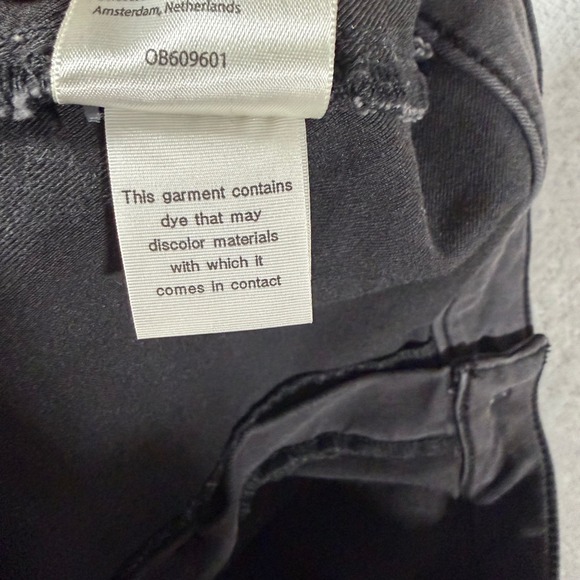 Amsterdam, Netherlands
OB609601
This garment contains
dye that may
discolor materials
with which it
comes in contact